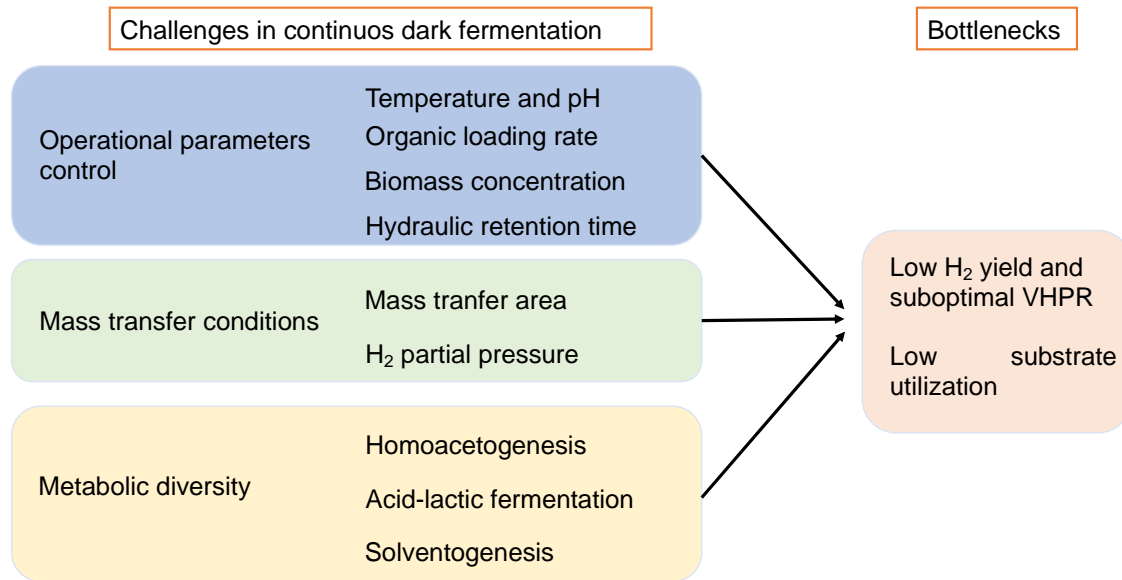 Challenges in continuos dark fermentation
Bottlenecks
Operational parameters
control
Temperature and pH
Organic loading rate
Biomass concentration
Hydraulic retention time
Mass transfer conditions
Mass tranfer area
H₂ partial pressure
Metabolic diversity
Homoacetogenesis
Acid-lactic fermentation
Solventogenesis
Low H₂ yield and
suboptimal VHPR
Low substrate
utilization